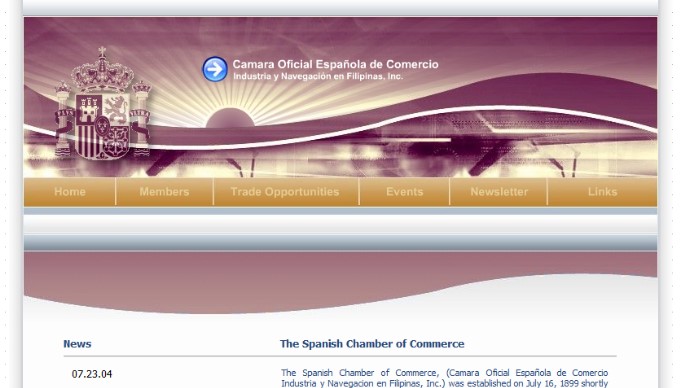 Camara Oficial Española de Comercio
Industria y Navegación en Filipinas, Inc.
Home Members Trade Opportunities Events Newsletter Links
News
The Spanish Chamber of Commerce
07.23.04
The Spanish Chamber of Commerce, (Camara Oficial Española de Comercio
Industria y Navegacion en Filipinas, Inc.) was established on July 16, 1899 shortly